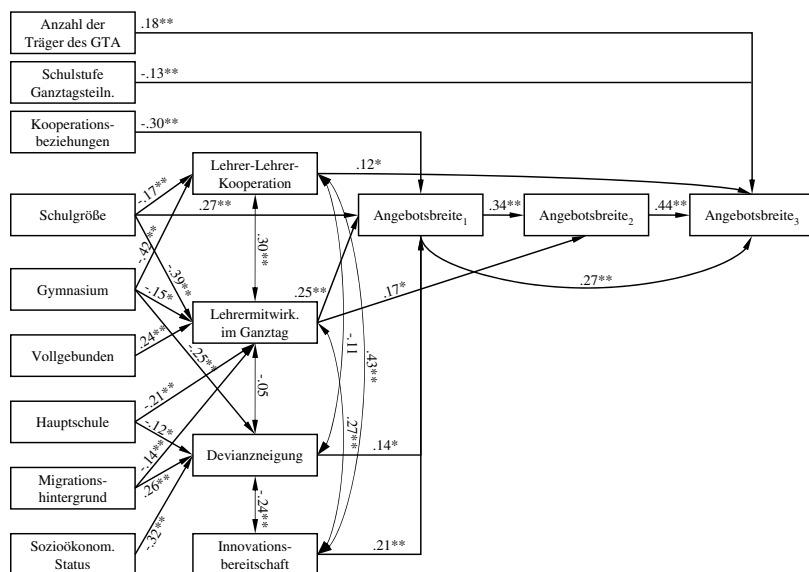 Anzahl der
Träger des GTA
.18**
Schulstufe
Ganztagsteiln.
-.13**
Kooperations-
beziehungen
-.30**
Lehrer-Lehrer-
Kooperation
.12*
-.17**
Schulgröße
.27**
Angebotsbreite1
.34**
Angebotsbreite2
.44**
Angebotsbreite3
-.42**
.30**
-.39**
Gymnasium
-.15*
.25**
.17*
.27**
Lehrermitwirk.
im Ganztag
Vollgebunden
.24**
-.25**
-.11
.43**
-.05
-.21**
Hauptschule
-.12*
.27**
-.14**
Devianzneigung
.14*
Migrations-
hintergrund
.26**
-.24**
-.32**
Sozioökonom.
Status
Innovations-
bereitschaft
.21**